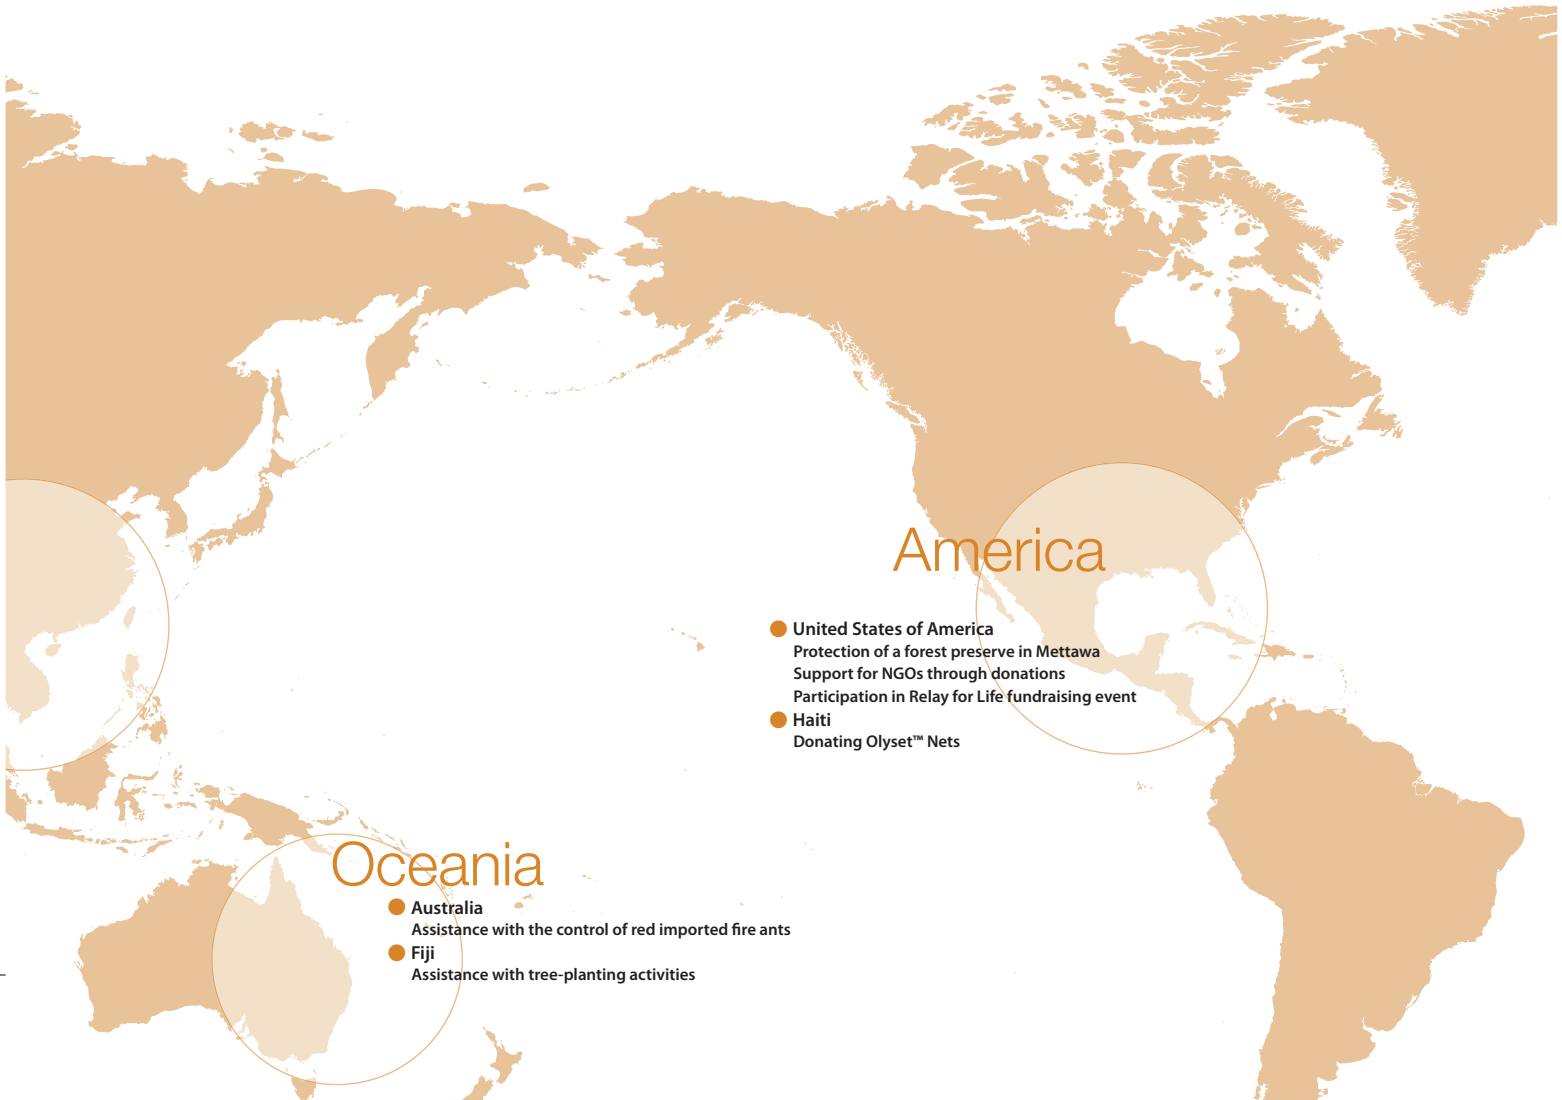 America
United States of America
Protection of a forest preserve in Mettawa
Support for NGOs through donations
Participation in Relay for Life fundraising event
Haiti
Donating Olyset™ Nets
Oceania
Australia
Assistance with the control of red imported fire ants
Fiji
Assistance with tree-planting activities